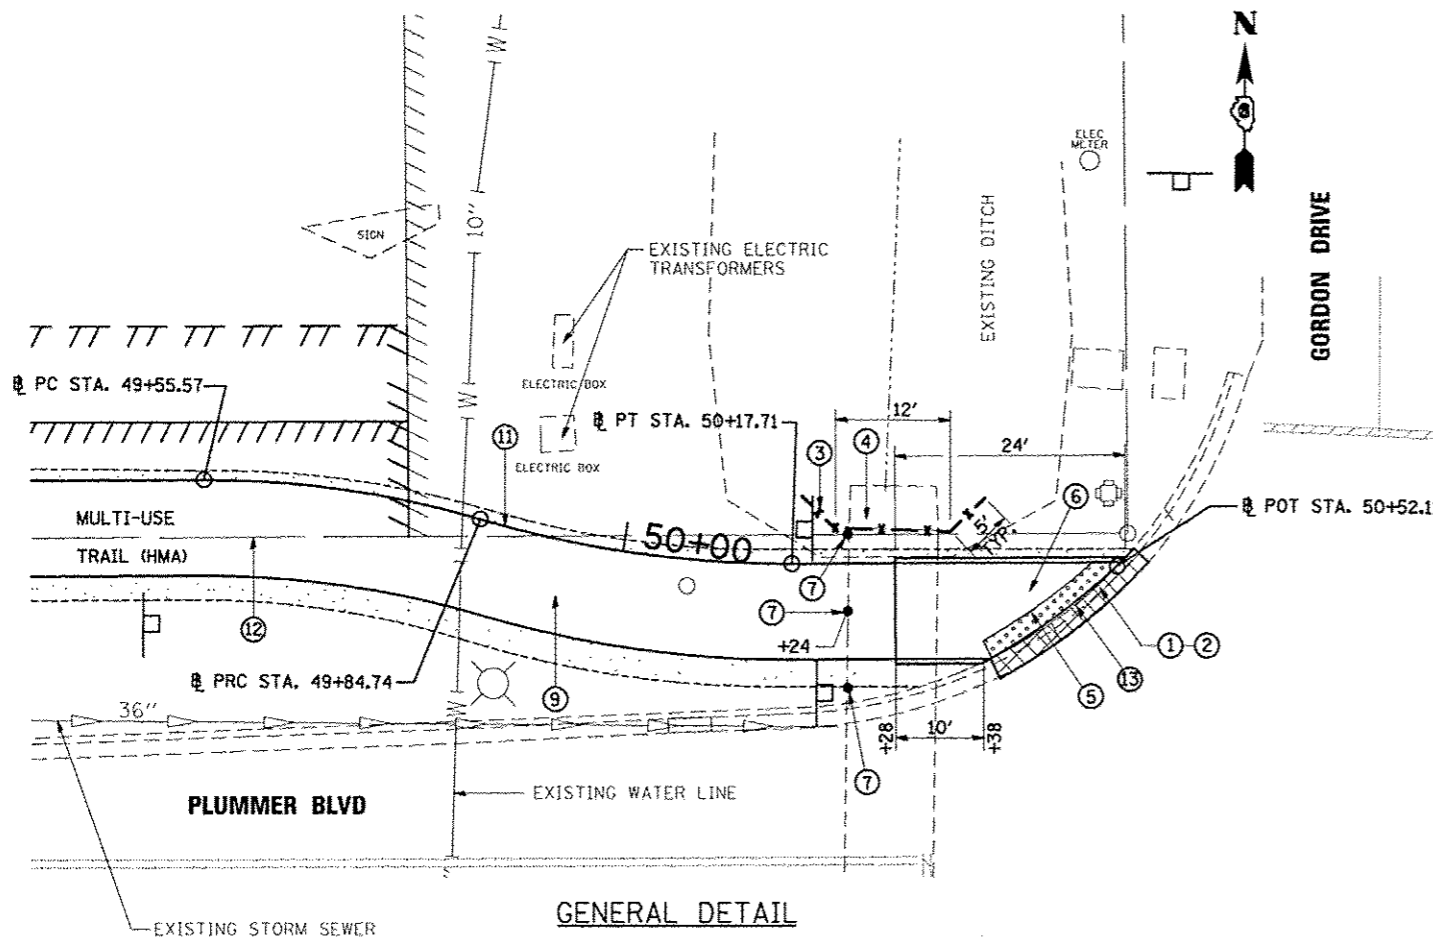 N
W
ELEC
METER
10"
SIGN
EXISTING ELECTRIC
TRANSFORMERS
EXISTING DITCH
GORDON DRIVE
PC STA. 49+55.57
ELECTRIC BOX
W
PT STA. 50+17.71
12'
11
3
4
24'
ELECTRIC BOX
6
POT STA. 50+52.1
MULTI-USE
TRAIL (HMA)
50+00
5'
TYP.
7
7
12
+24
1
2
13
5
PRC STA. 49+84.74
9
36"
W
+28
10'
+38
7
EXISTING WATER LINE
PLUMMER BLVD
GENERAL DETAIL
EXISTING STORM SEWER